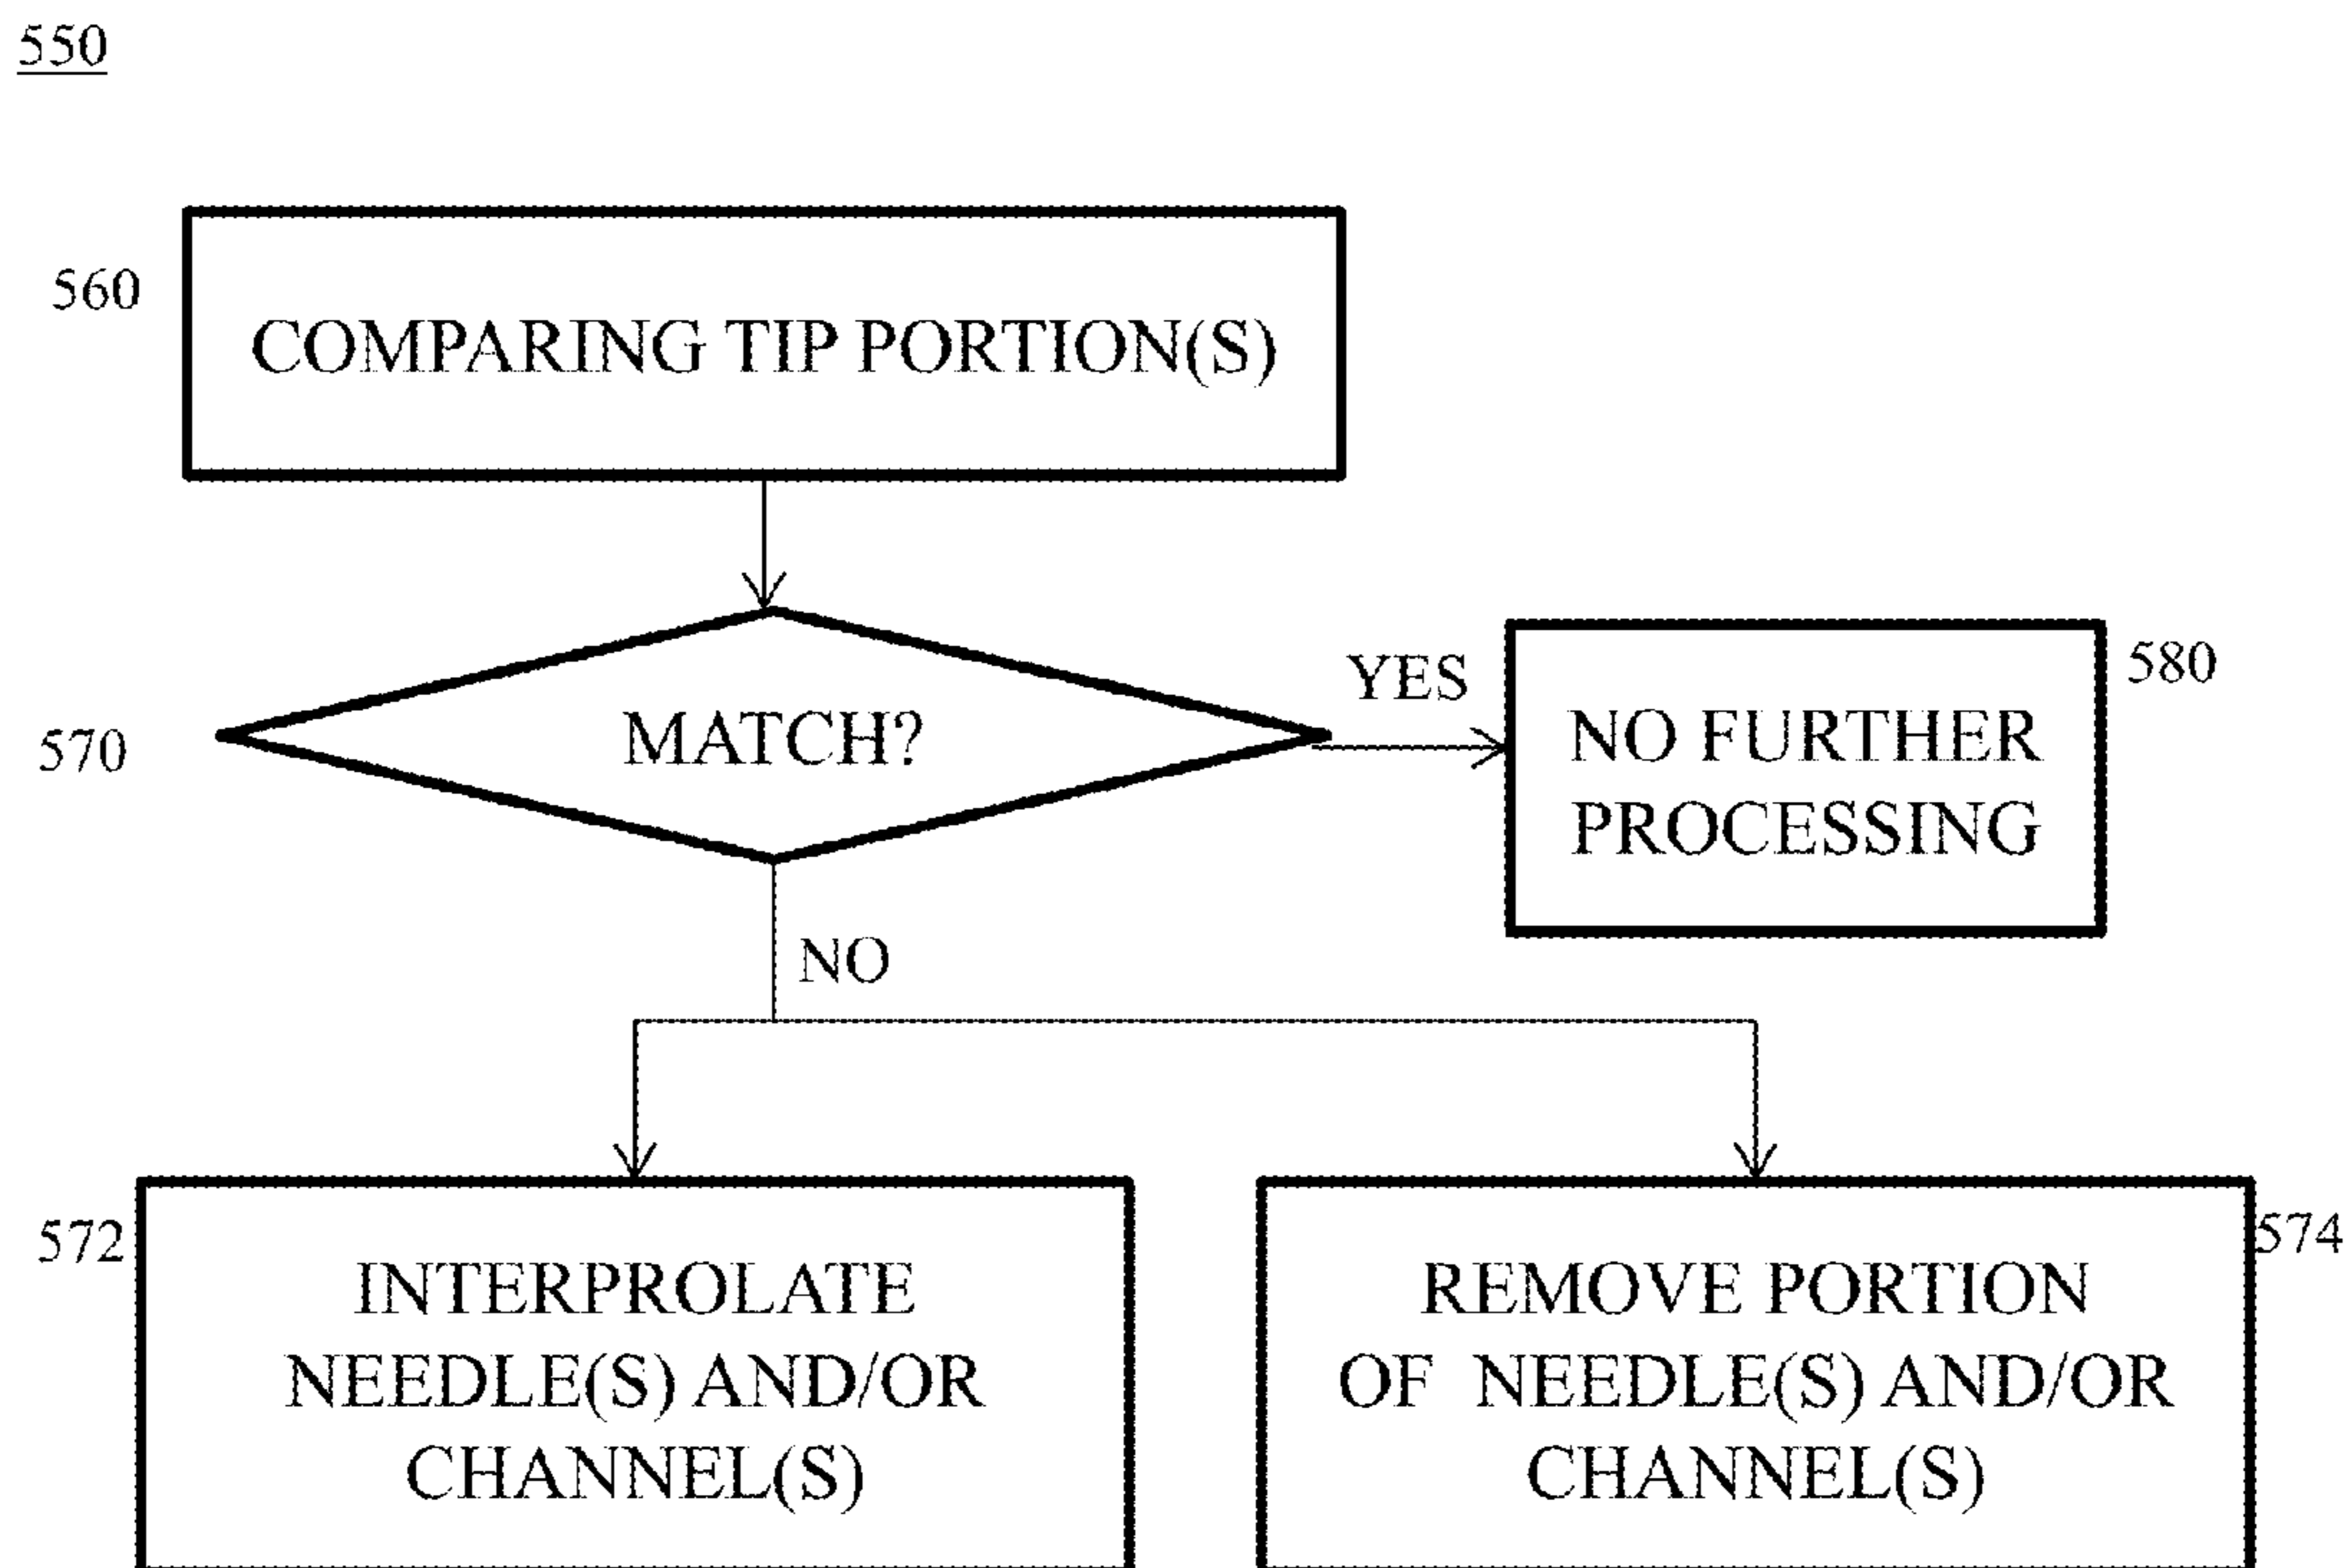 550
560
COMPARING TIP PORTION(S)
570
MATCH?
YES
580
NO FURTHER
PROCESSING
NO
572
INTERPROLATE
NEEDLE(S) AND/OR
CHANNEL(S)
574
REMOVE PORTION
OF NEEDLE(S) AND/OR
CHANNEL(S)